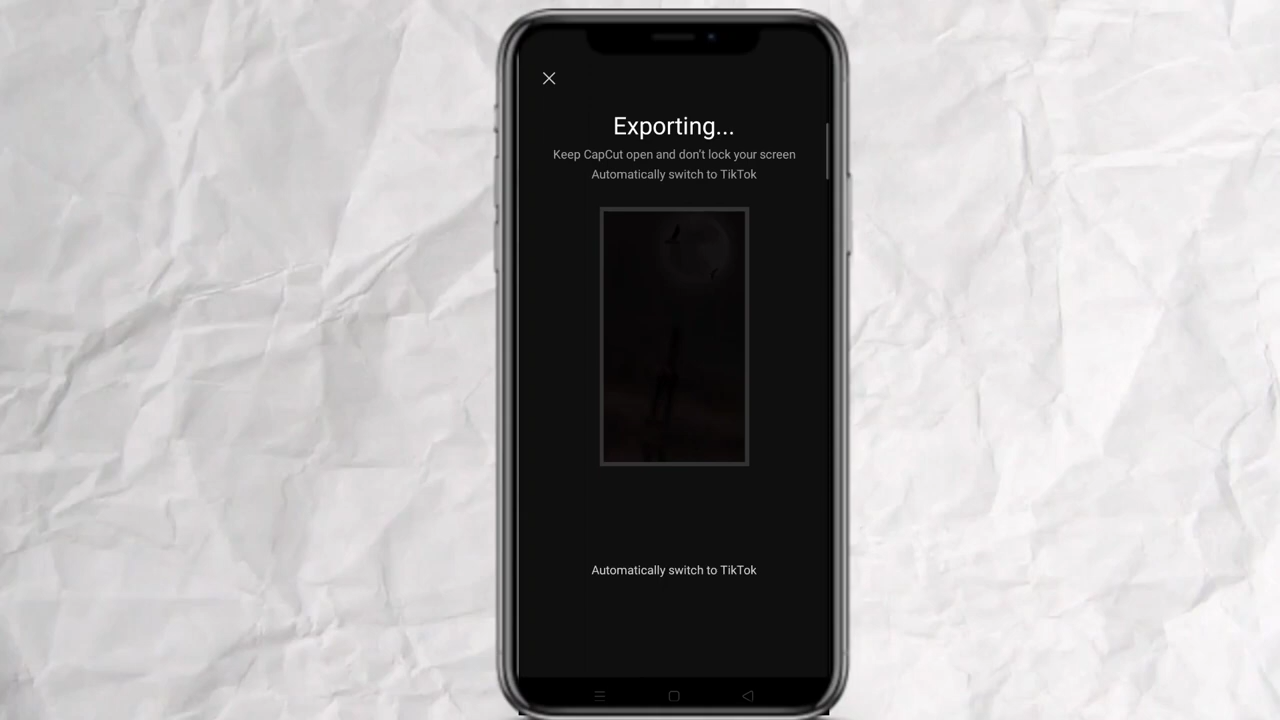 Exporting...
Keep CapCut open and don't lock your screen
Automatically switch to TikTok
Automatically switch to TikTok